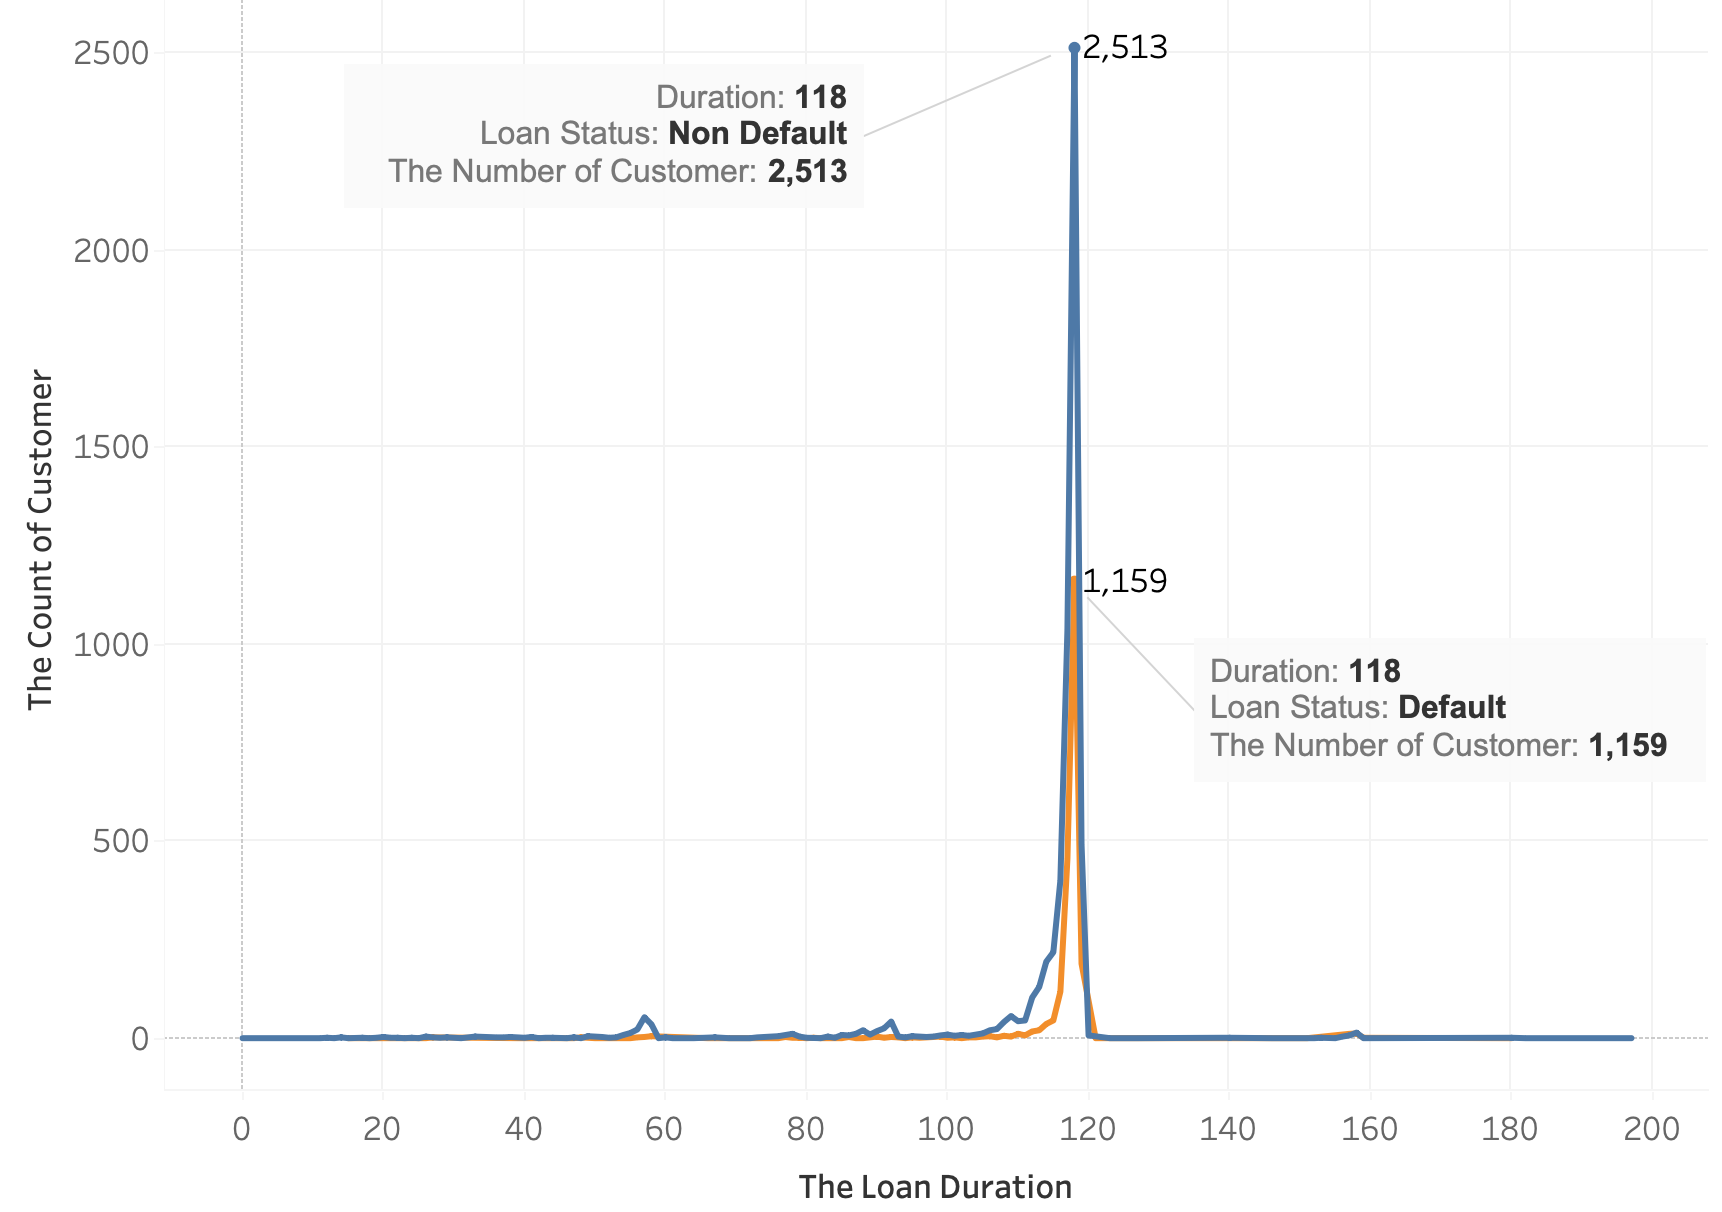 2500
2000
1500
1000
500
0
The Count of Customer
2,513
Duration: 118
Loan Status: Non Default
The Number of Customer: 2,513
1,159
Duration: 118
Loan Status: Default
The Number of Customer: 1,159
0 20 40 60 80 100 120 140 160 180 200
The Loan Duration